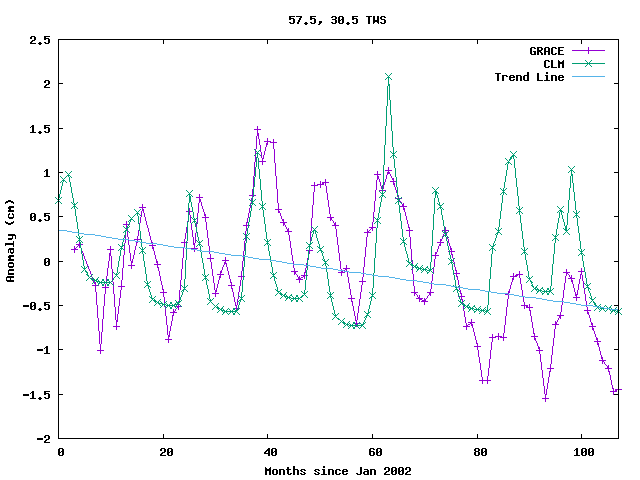 57.5, 30.5 TWS
GRACE
CLM
Trend Line
2.5
2
1.5
1
0.5
0
-0.5
-1
-1.5
-2
Anomaly (cm)
0 20 40 60 80 100
Months since Jan 2002